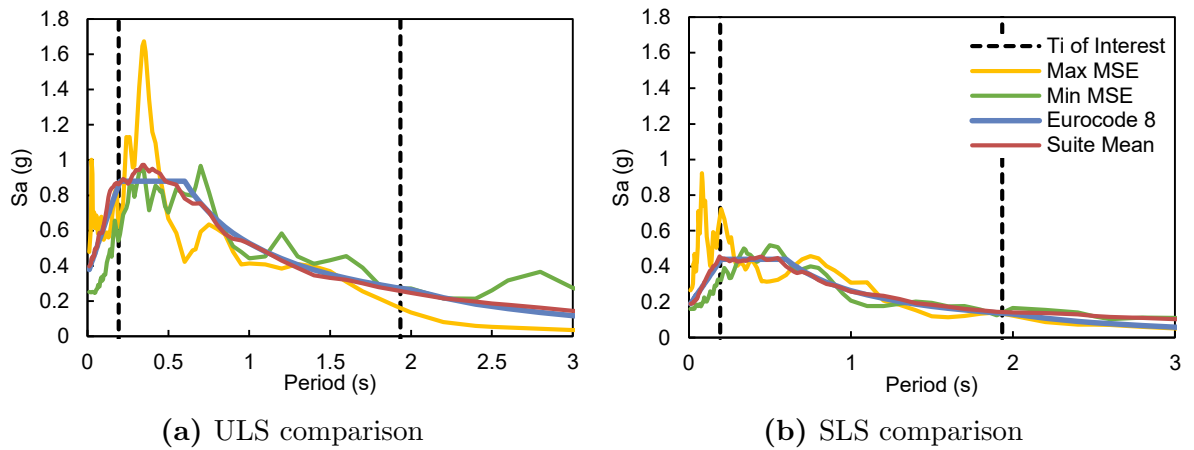 1.8
1.6
1.4
1.2
1
0.8
0.6
0.4
0.2
0
Sa (g)
0 0.5 1 1.5 2 2.5 3
Period (s)
(a) ULS comparison
1.8
1.6
1.4
1.2
1
0.8
0.6
0.4
0.2
0
Sa (g)
Ti of Interest
Max MSE
Min MSE
Eurocode 8
Suite Mean
0 1 2 3
Period (s)
(b) SLS comparison